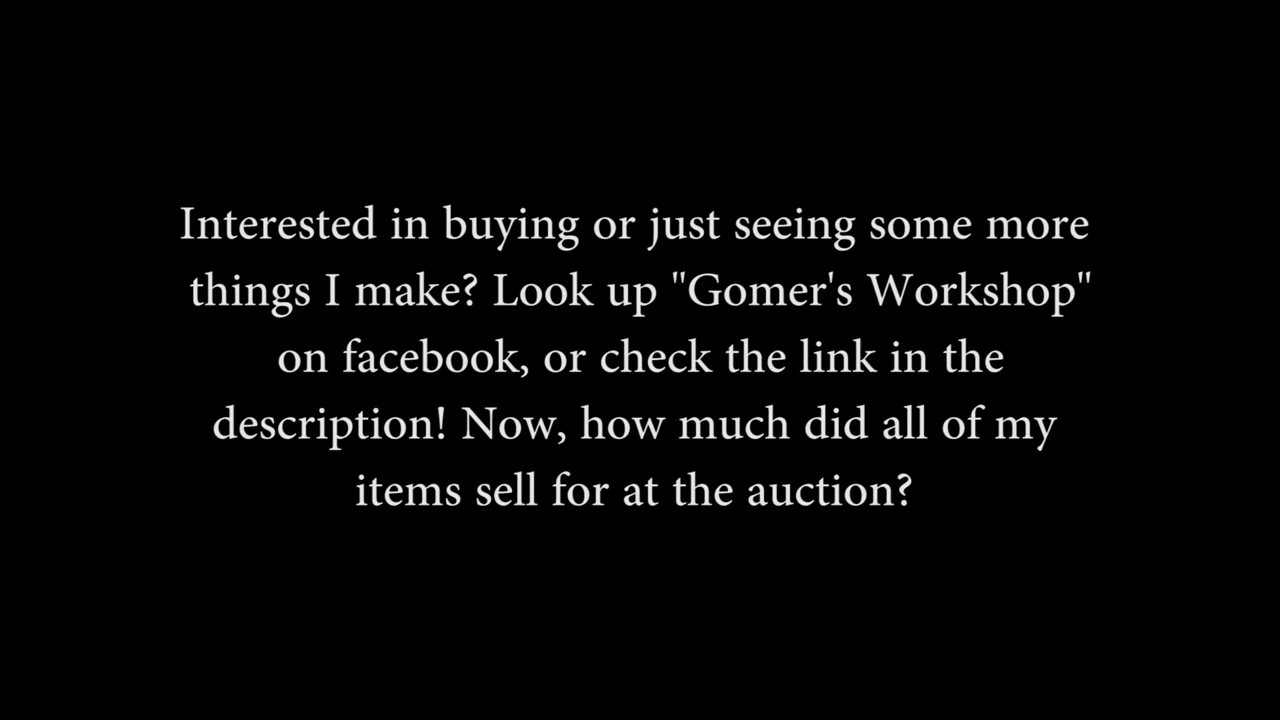 Interested in buying or just seeing some more
things I make? Look up "Gomer's Workshop"
on facebook, or check the link in the
description! Now, how much did all of my
items sell for at the auction?